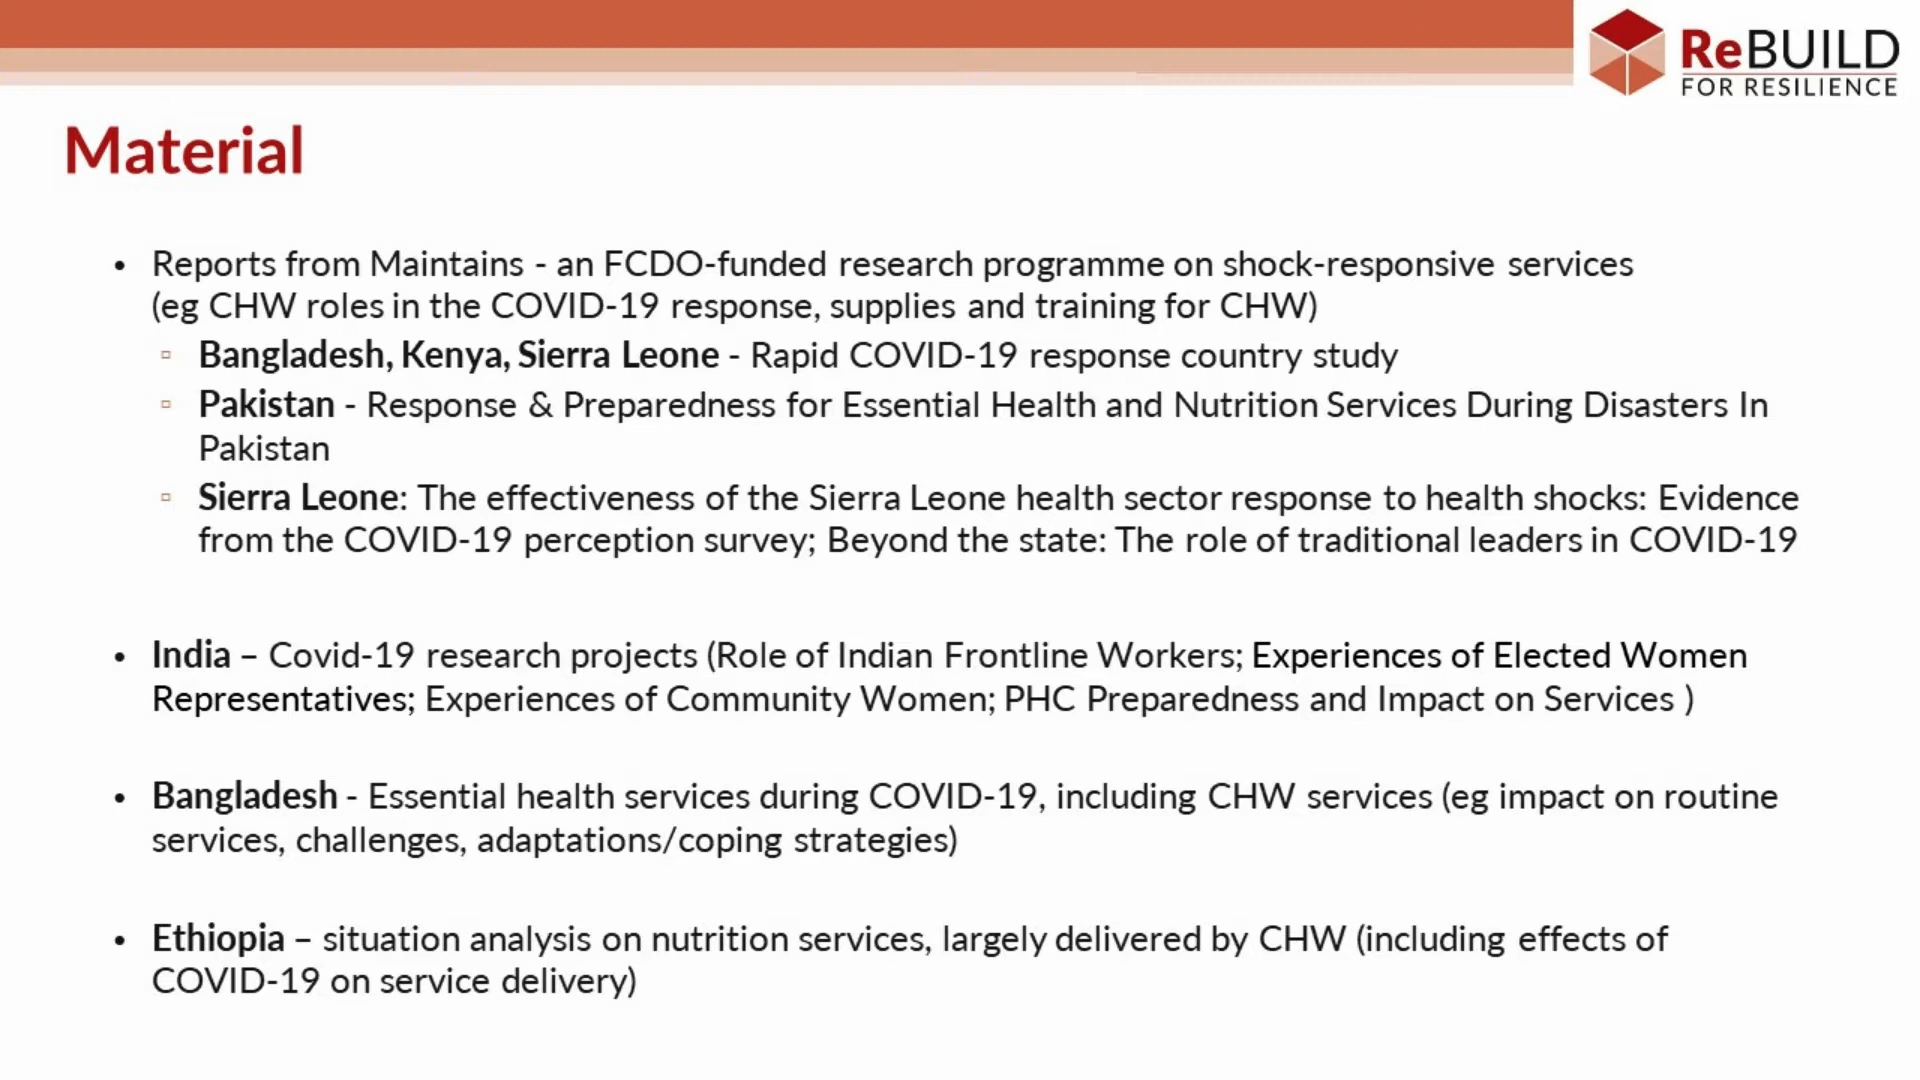 ReBUILD
FOR RESILIENCE
Material
• Reports from Maintains - an FCDO-funded research programme on shock-responsive services
(eg CHW roles in the COVID-19 response, supplies and training for CHW)
▫ Bangladesh, Kenya, Sierra Leone - Rapid COVID-19 response country study
▫ Pakistan - Response & Preparedness for Essential Health and Nutrition Services During Disasters In
Pakistan
▫ Sierra Leone: The effectiveness of the Sierra Leone health sector response to health shocks: Evidence
from the COVID-19 perception survey; Beyond the state: The role of traditional leaders in COVID-19
• India – Covid-19 research projects (Role of Indian Frontline Workers; Experiences of Elected Women
Representatives; Experiences of Community Women; PHC Preparedness and Impact on Services )
• Bangladesh - Essential health services during COVID-19, including CHW services (eg impact on routine
services, challenges, adaptations/coping strategies)
• Ethiopia – situation analysis on nutrition services, largely delivered by CHW (including effects of
COVID-19 on service delivery)